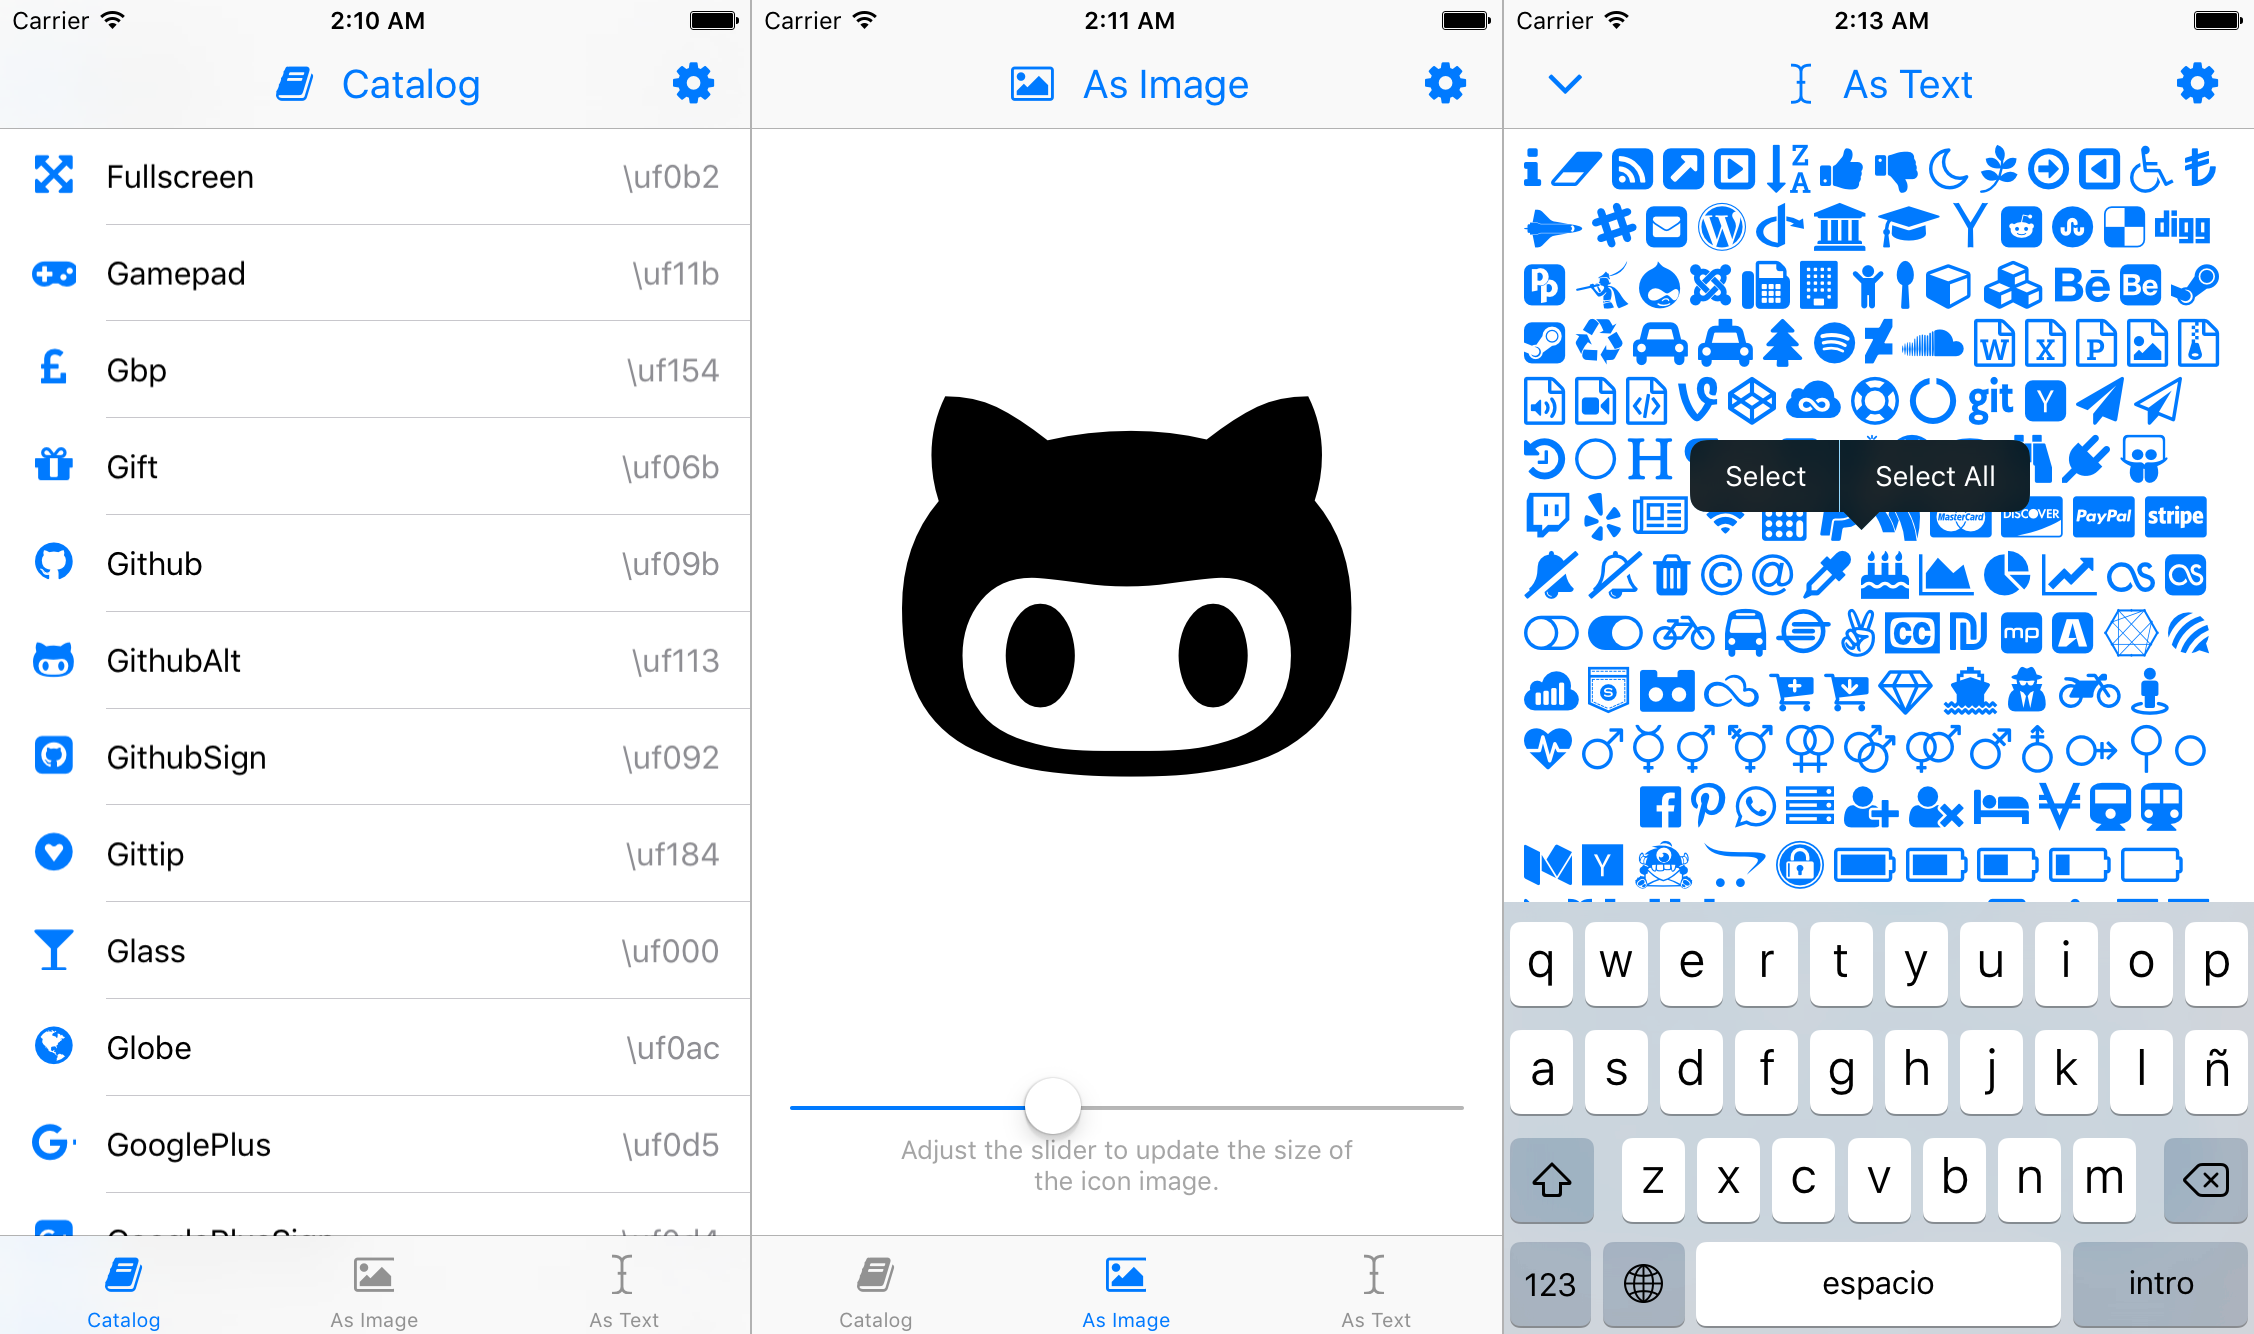 Carrier 2:10 AM
Catalog
Fullscreen \uf0b2
Gamepad \uf11b
Gbp \uf154
Gift \uf06b
Github \uf09b
GithubAlt \uf113
GithubSign \uf092
Gittip \uf184
Glass \uf000
Globe \uf0ac
GooglePlus \uf0d5
GooglePlusSign \uf0d4
Catalog As Image As Text
Carrier 2:11 AM
As Image
Adjust the slider to update the size of
the icon image.
Catalog As Image As Text
Carrier 2:13 AM
As Text
Z
A
digg
Bē Be
W X P
git Y
H
Select Select All
MasterCard DISCOVER PayPal stripe
CC mp
S
Y
q w e r t y u i o p
a s d f g h j k l ñ
z x c v b n m
123 espacio intro